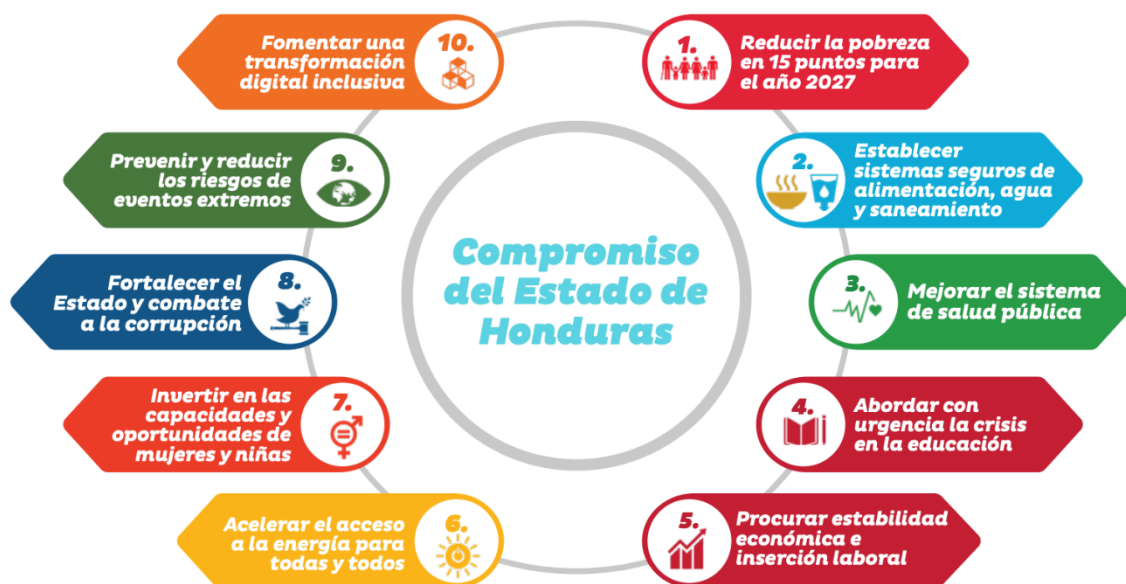 Compromiso
del Estado de
Honduras
1.
Reducir la pobreza
en 15 puntos para
el año 2027
2.
Establecer
sistemas seguros de
alimentación, agua
y saneamiento
3.
Mejorar el sistema
de salud pública
4.
Abordar con
urgencia la crisis
en la educación
5.
Procurar estabilidad
económica e
inserción laboral
6.
Acelerar el acceso
a la energía para
todas y todos
7.
Invertir en las
capacidades y
oportunidades de
mujeres y niñas
8.
Fortalecer el
Estado y combate
a la corrupción
9.
Prevenir y reducir
los riesgos de
eventos extremos
10.
Fomentar una
transformación
digital inclusiva